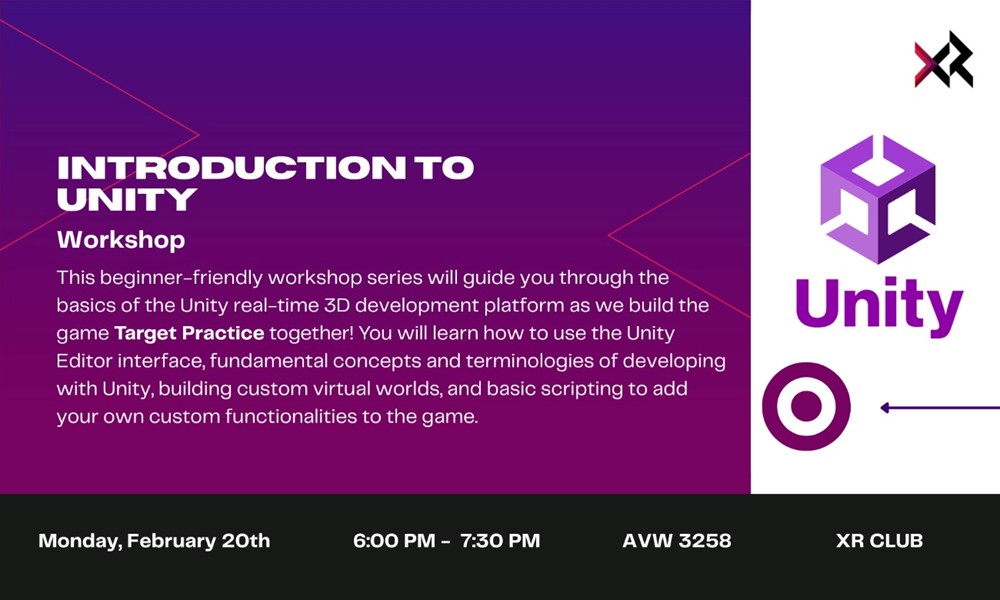 XR
INTRODUCTION TO
UNITY
Workshop
This beginner-friendly workshop series will guide you through the
basics of the Unity real-time 3D development platform as we build the
game Target Practice together! You will learn how to use the Unity
Editor interface, fundamental concepts and terminologies of developing
with Unity, building custom virtual worlds, and basic scripting to add
your own custom functionalities to the game.
Unity
Monday, February 20th
6:00 PM - 7:30 PM
AVW 3258
XR CLUB